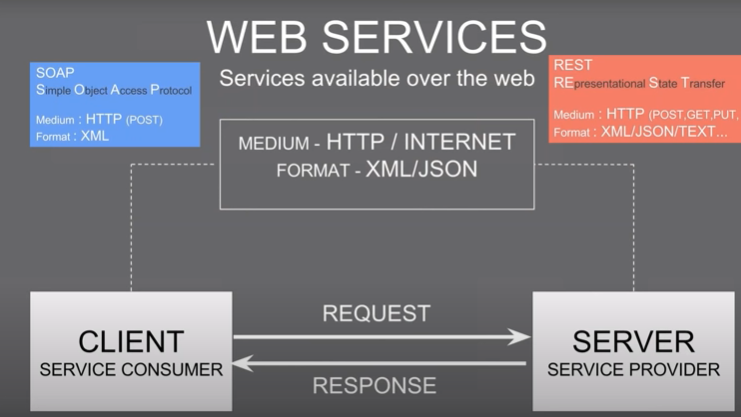 WEB SERVICES
Services available over the web
SOAP
Simple Object Access Protocol
Medium : HTTP (POST)
Format : XML
REST
REpresentational State Transfer
Medium : HTTP (POST,GET,PUT,
Format : XML/JSON/TEXT...
MEDIUM - HTTP / INTERNET
FORMAT - XML/JSON
CLIENT
SERVICE CONSUMER
REQUEST
RESPONSE
SERVER
SERVICE PROVIDER